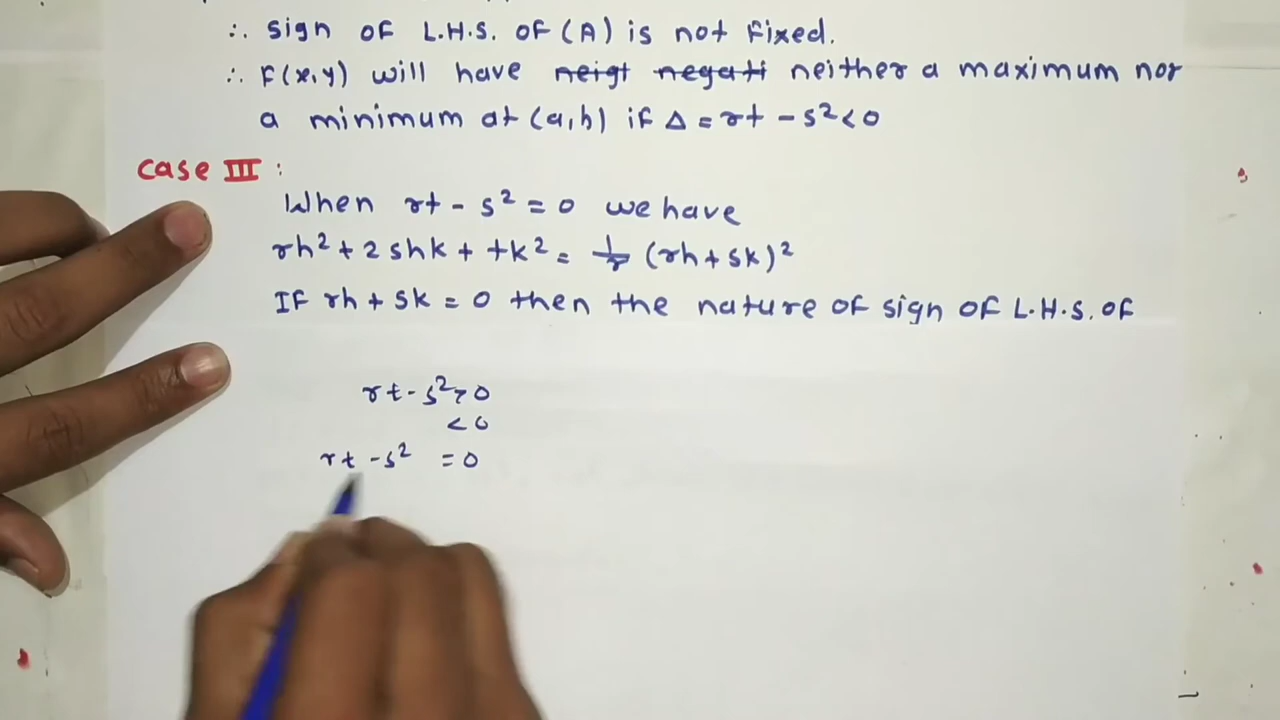 ∴ sign of L.H.S. of (A) is not fixed.
∴ F(x,y) will have neigt negati neither a maximum nor
a minimum at (a,b) if Δ = rt - s² < 0
Case III :
When rt - s² = 0 we have
rh² + 2shk + tk² = 1/r (rh + sk)²
If rh + sk = 0 then the nature of sign of L.H.S. of
rt - s² > 0
< 0
rt - s² = 0